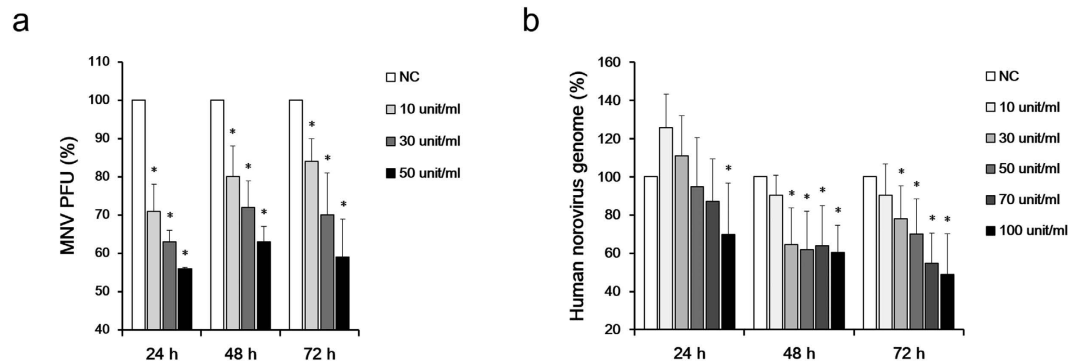 a
MNV PFU (%)
110
100
90
80
70
60
50
40
* * *
* * *
* * *
24 h 48 h 72 h
NC
10 unit/ml
30 unit/ml
50 unit/ml
b
Human norovirus genome (%)
160
140
120
100
80
60
40
20
*
* * * *
* * * *
24 h 48 h 72 h
NC
10 unit/ml
30 unit/ml
50 unit/ml
70 unit/ml
100 unit/ml